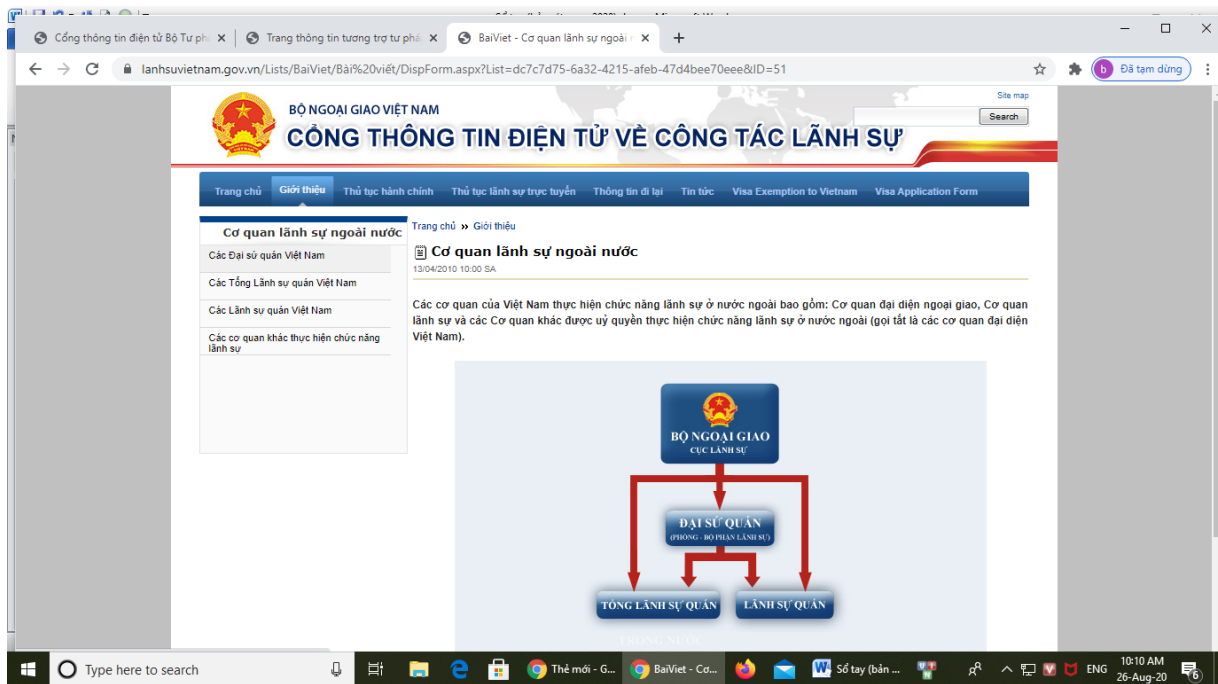 Cổng thông tin điện tử Bộ Tư ph
Trang thông tin tương trợ tư phá
BaiViet - Cơ quan lãnh sự ngoài n
lanhsuvietnam.gov.vn/Lists/BaiViet/Bài%20viết/DispForm.aspx?List=dc7c7d75-6a32-4215-afeb-47d4bee70eee&ID=51
b
Đã tạm dừng
Site map
BỘ NGOẠI GIAO VIỆT NAM
Search
CỔNG THÔNG TIN ĐIỆN TỬ VỀ CÔNG TÁC LÃNH SỰ
Trang chủ Giới thiệu Thủ tục hành chính Thủ tục lãnh sự trực tuyến Thông tin đi lại Tin tức Visa Exemption to Vietnam Visa Application Form
Cơ quan lãnh sự ngoài nước
Các Đại sứ quán Việt Nam
Các Tổng Lãnh sự quán Việt Nam
Các Lãnh sự quán Việt Nam
Các cơ quan khác thực hiện chức năng
lãnh sự
Trang chủ » Giới thiệu
Cơ quan lãnh sự ngoài nước
13/04/2010 10:00 SA
Các cơ quan của Việt Nam thực hiện chức năng lãnh sự ở nước ngoài bao gồm: Cơ quan đại diện ngoại giao, Cơ quan
lãnh sự và các Cơ quan khác được uỷ quyền thực hiện chức năng lãnh sự ở nước ngoài (gọi tắt là các cơ quan đại diện
Việt Nam).
BỘ NGOẠI GIAO
CỤC LÃNH SỰ
ĐẠI SỨ QUÁN
(PHÒNG - BỘ PHẬN LÃNH SỰ)
TỔNG LÃNH SỰ QUÁN
LÃNH SỰ QUÁN
TRONG NƯỚC
Type here to search
Thẻ mới - G...
BaiViet - Cơ...
Sổ tay (bản ...
ENG
10:10 AM
26-Aug-20
6